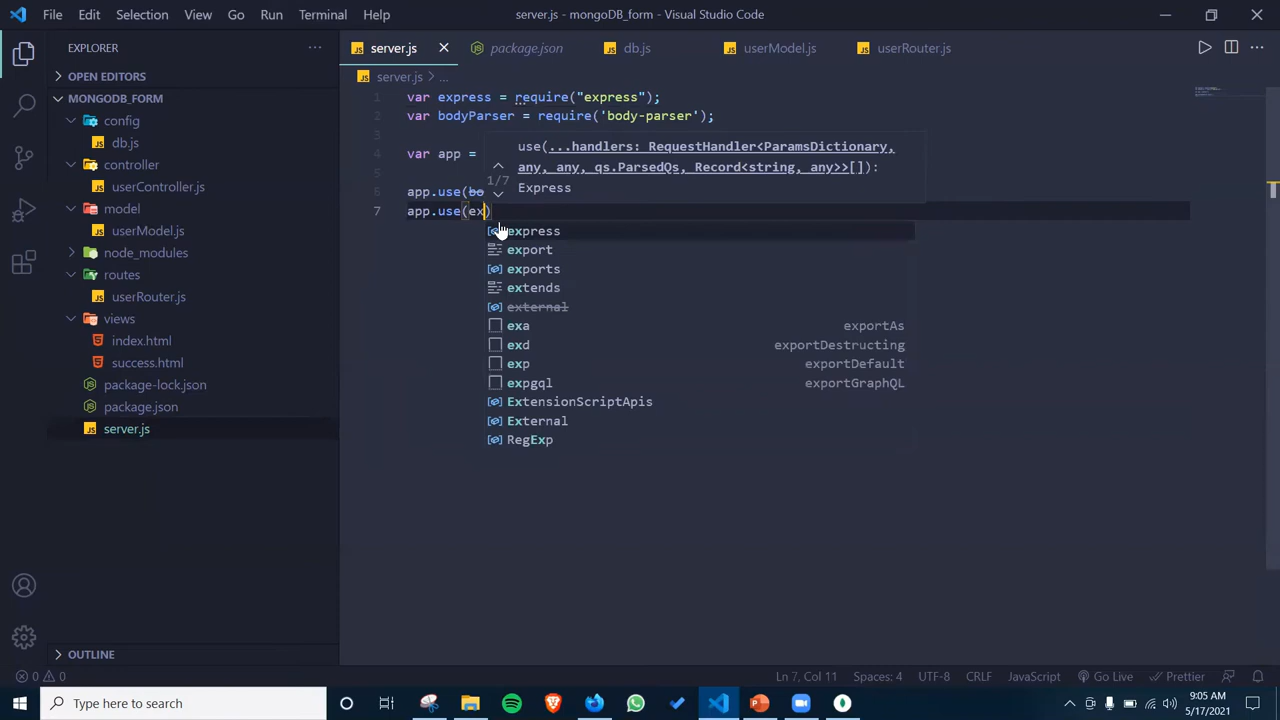 File Edit Selection View Go Run Terminal Help
server.js - mongoDB_form - Visual Studio Code
EXPLORER
OPEN EDITORS
MONGODB_FORM
config
db.js
controller
userController.js
model
userModel.js
node_modules
routes
userRouter.js
views
index.html
success.html
package-lock.json
package.json
server.js
OUTLINE
server.js package.json db.js userModel.js userRouter.js
server.js > ...
1 var express = require("express");
2 var bodyParser = require('body-parser');
3
4 var app =
6 app.use(bo
7 app.use(ex)
use(...handlers: RequestHandler<ParamsDictionary,
any, any, qs.ParsedQs, Record<string, any>>[]):
1/7
Express
express
export
exports
extends
external
exa exportAs
exd exportDestructing
exp exportDefault
expgql exportGraphQL
ExtensionScriptApis
External
RegExp
0 0 Ln 7, Col 11 Spaces: 4 UTF-8 CRLF JavaScript Go Live Prettier
Type here to search
9:05 AM
5/17/2021